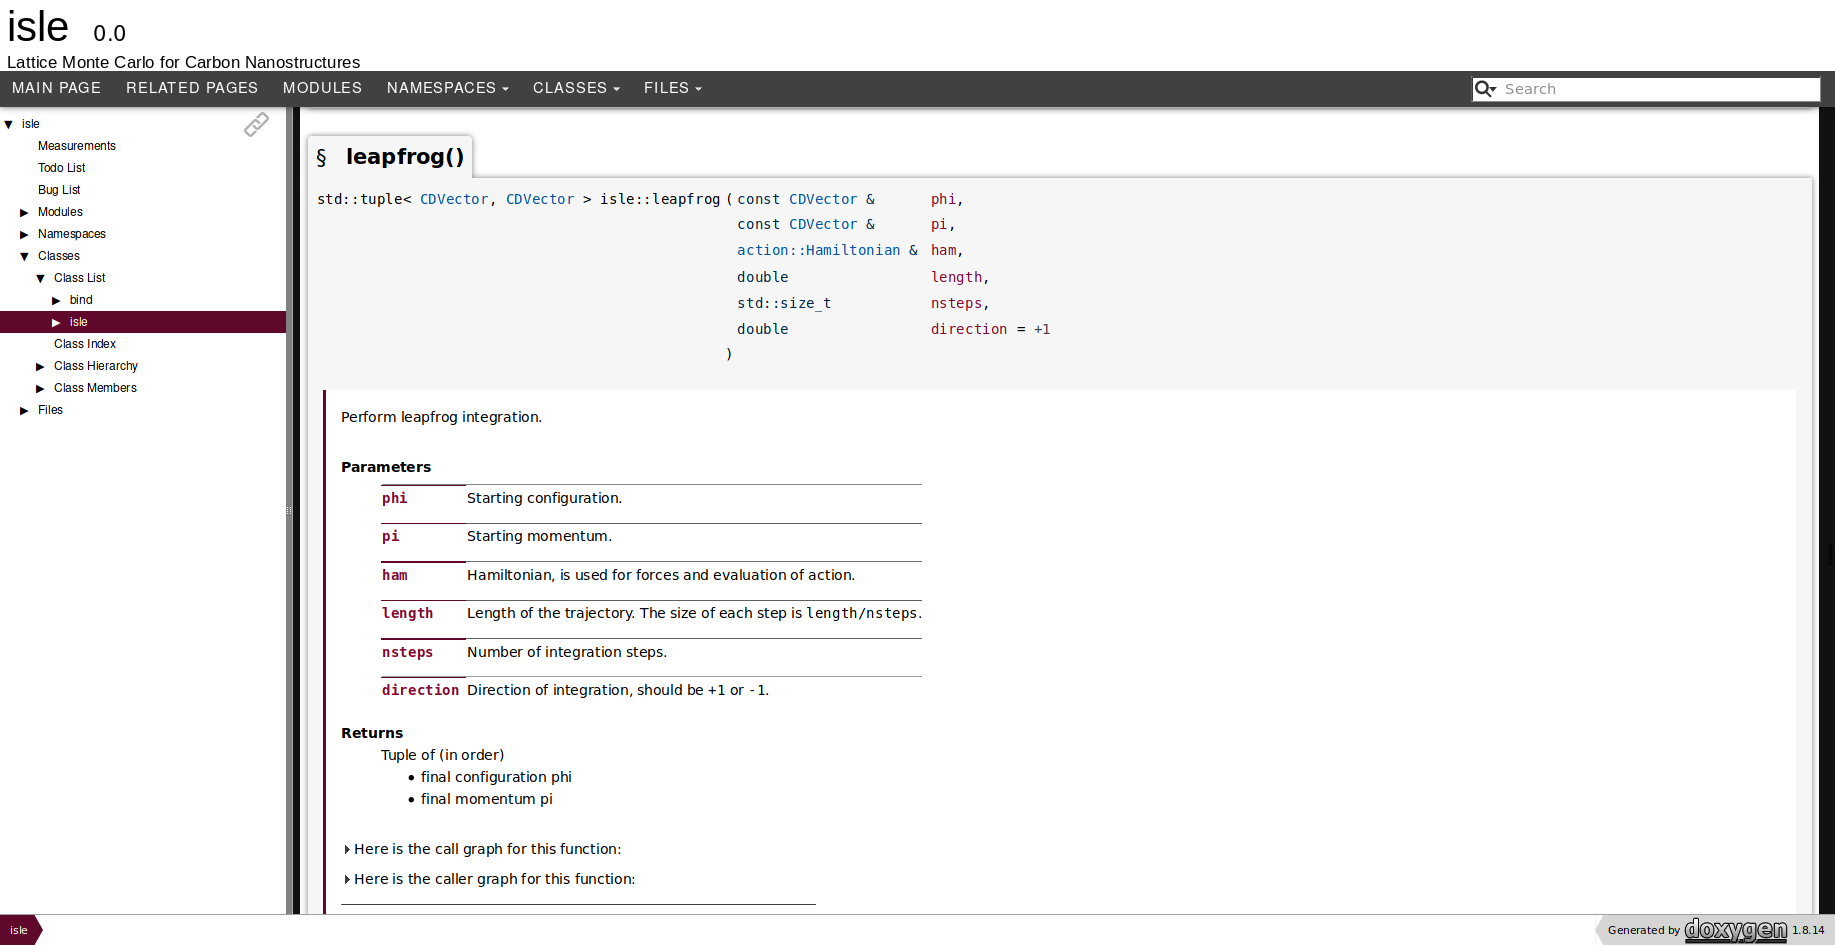 isle 0.0
Lattice Monte Carlo for Carbon Nanostructures
MAIN PAGE RELATED PAGES MODULES NAMESPACES CLASSES FILES Search
isle
Measurements
Todo List
Bug List
Modules
Namespaces
Classes
Class List
bind
isle
Class Index
Class Hierarchy
Class Members
Files
§ leapfrog()
std::tuple< CDVector, CDVector > isle::leapfrog ( const CDVector & phi,
const CDVector & pi,
action::Hamiltonian & ham,
double length,
std::size_t nsteps,
double direction = +1
)
Perform leapfrog integration.
Parameters
phi Starting configuration.
pi Starting momentum.
ham Hamiltonian, is used for forces and evaluation of action.
length Length of the trajectory. The size of each step is length/nsteps.
nsteps Number of integration steps.
direction Direction of integration, should be +1 or -1.
Returns
Tuple of (in order)
• final configuration phi
• final momentum pi
Here is the call graph for this function:
Here is the caller graph for this function:
isle
Generated by doxygen 1.8.14